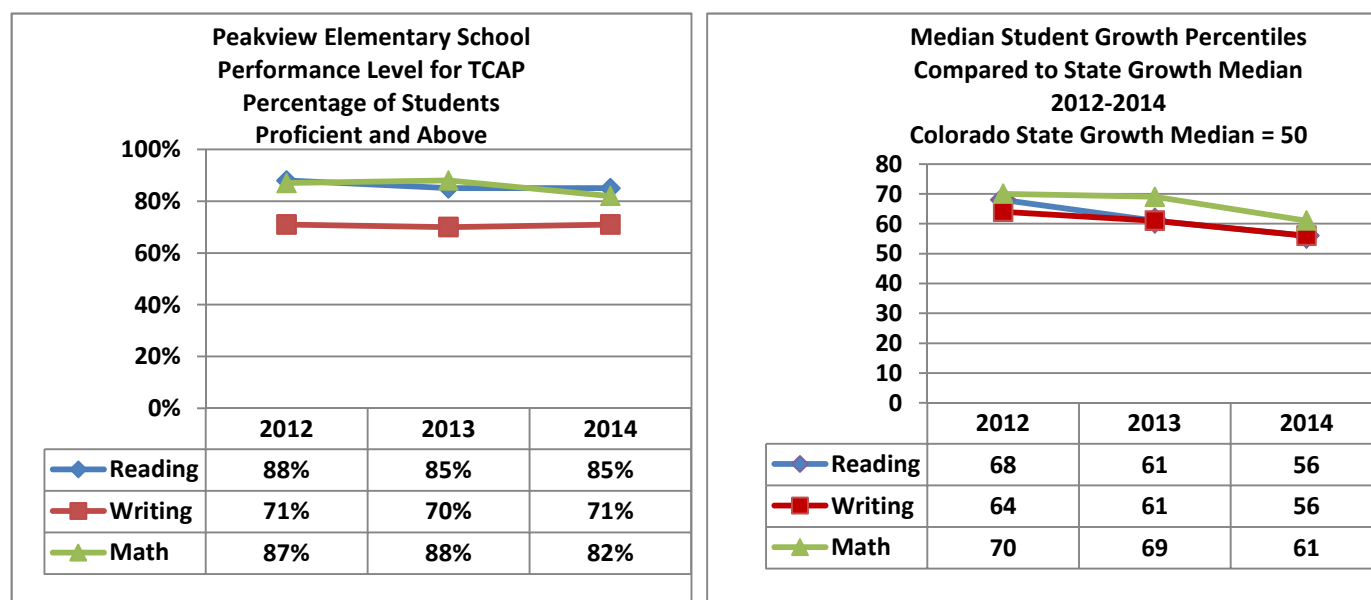 Peakview Elementary School
Performance Level for TCAP
Percentage of Students
Proficient and Above
100%
80%
60%
40%
20%
0%
2012 2013 2014
Reading 88% 85% 85%
Writing 71% 70% 71%
Math 87% 88% 82%
Median Student Growth Percentiles
Compared to State Growth Median
2012-2014
Colorado State Growth Median = 50
80
70
60
50
40
30
20
10
0
2012 2013 2014
Reading 68 61 56
Writing 64 61 56
Math 70 69 61